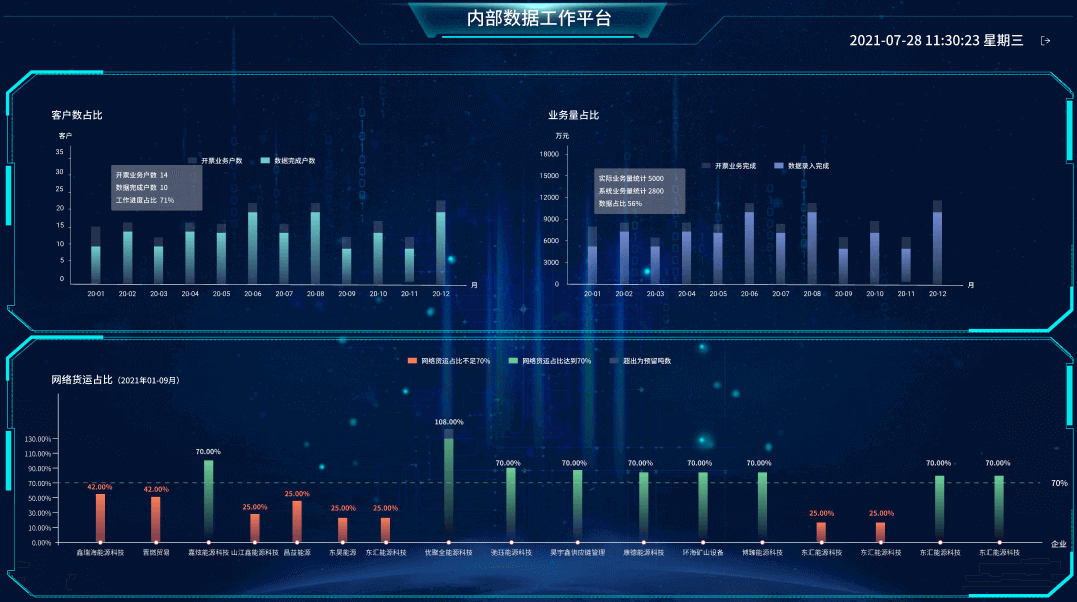 内部数据工作平台
2021-07-28 11:30:23 星期三
客户数占比
客户
开票业务户数
数据完成户数
开票业务户数 14
数据完成户数 10
工作进度占比 71%
35
30
25
20
15
10
5
0
20-01 20-02 20-03 20-04 20-05 20-06 20-07 20-08 20-09 20-10 20-11 20-12
月
业务量占比
万元
开票业务完成
数据录入完成
实际业务量统计 5000
系统业务量统计 2800
数据占比 56%
18000
15000
12000
9000
6000
3000
0
20-01 20-02 20-03 20-04 20-05 20-06 20-07 20-08 20-09 20-10 20-11 20-12
月
网络货运占比不足70%
网络货运占比达到70%
超出为预留吨数
网络货运占比（2021年01-09月）
130.00%
110.00%
90.00%
70.00%
50.00%
30.00%
10.00%
0.00%
42.00% 42.00% 70.00% 25.00% 25.00% 25.00% 25.00% 108.00% 70.00% 70.00% 70.00% 70.00% 70.00% 25.00% 25.00% 70.00% 70.00%
70%
鑫瑞海能源科技 晋燃贸易 嘉炫能源科技 山江鑫能源科技 昌益能源 东昊能源 东汇能源科技 优聚全能源科技 驰珏能源科技 昊宇鑫供应链管理 康德能源科技 环海矿山设备 博臻能源科技 东汇能源科技 东汇能源科技 东汇能源科技 东汇能源科技
企业